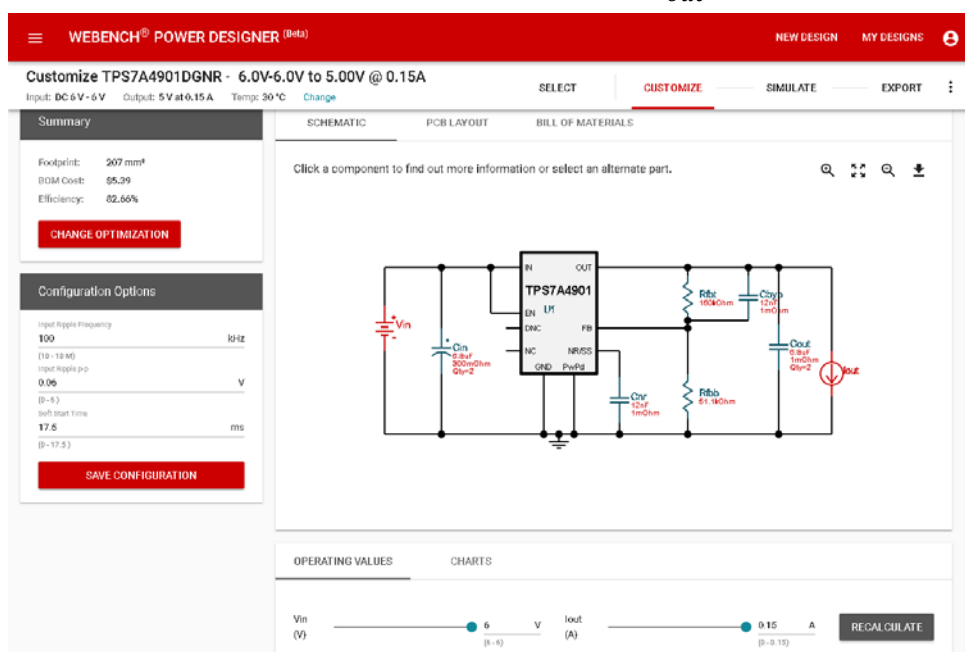 out
WEBENCH® POWER DESIGNER (Beta)
NEW DESIGN MY DESIGNS
Customize TPS7A4901DGNR - 6.0V-6.0V to 5.00V @ 0.15A
Input: DC 6 V - 6 V Output: 5 V at 0.15 A Temp: 30 °C Change
SELECT CUSTOMIZE SIMULATE EXPORT
Summary
Footprint: 207 mm²
BOM Cost: $5.39
Efficiency: 82.66%
CHANGE OPTIMIZATION
Configuration Options
Input Ripple Frequency
100 kHz
(10 - 10 M)
Input Ripple p-p
0.06 V
(0 - 6 )
Soft Start Time
17.5 ms
(0 - 17.5 )
SAVE CONFIGURATION
SCHEMATIC PCB LAYOUT BILL OF MATERIALS
Click a component to find out more information or select an alternate part.
IN OUT
TPS7A4901
EN U1
DNC FB
NC NR/SS
GND PwPd
Vin
Cin
6.8uF
300mOhm
Qty=2
Cnr
12nF
1mOhm
Rfbt
160kOhm
Cbyp
12nF
1mOhm
Rfbb
51.1kOhm
Cout
6.8uF
1mOhm
Qty=2
Iout
OPERATING VALUES CHARTS
Vin
(V)
6 V
(6 - 6)
Iout
(A)
0.15 A
(0 - 0.15)
RECALCULATE